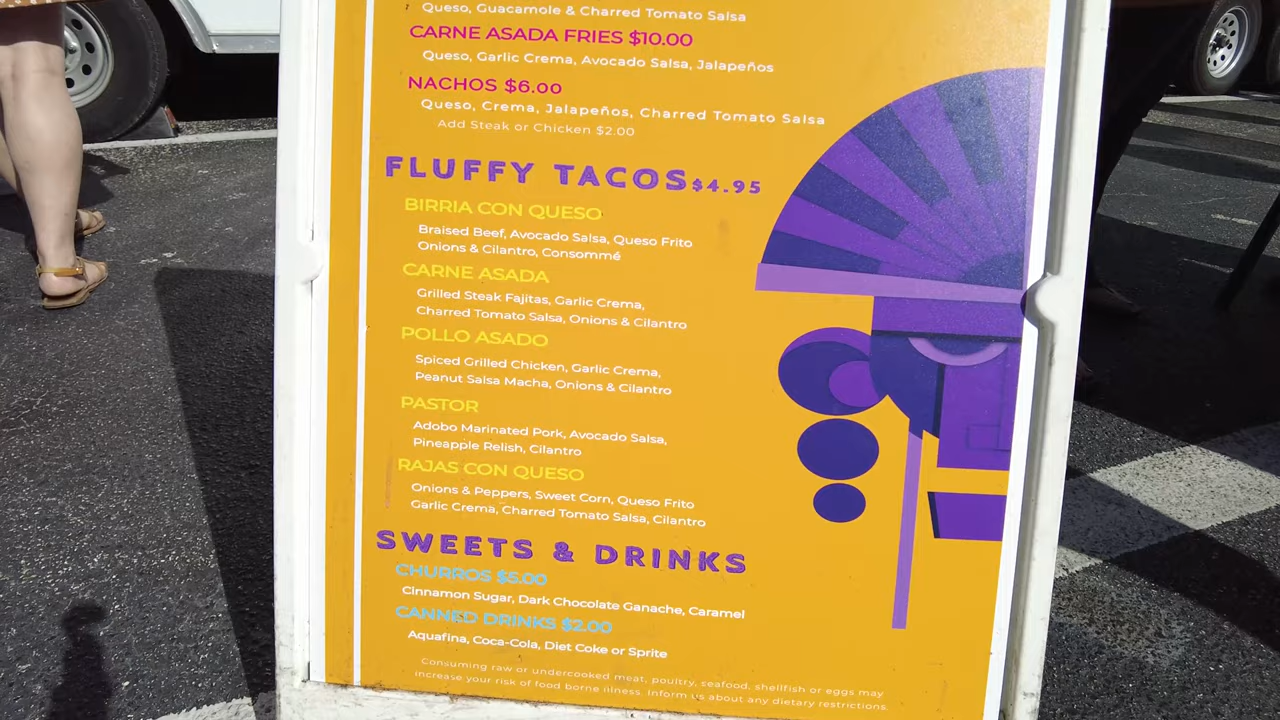 Queso, Guacamole & Charred Tomato Salsa
CARNE ASADA FRIES $10.00
Queso, Garlic Crema, Avocado Salsa, Jalapeños
NACHOS $6.00
Queso, Crema, Jalapeños, Charred Tomato Salsa
Add Steak or Chicken $2.00
FLUFFY TACOS $4.95
BIRRIA CON QUESO
Braised Beef, Avocado Salsa, Queso Frito
Onions & Cilantro, Consommé
CARNE ASADA
Grilled Steak Fajitas, Garlic Crema,
Charred Tomato Salsa, Onions & Cilantro
POLLO ASADO
Spiced Grilled Chicken, Garlic Crema,
Peanut Salsa Macha, Onions & Cilantro
PASTOR
Adobo Marinated Pork, Avocado Salsa,
Pineapple Relish, Cilantro
RAJAS CON QUESO
Onions & Peppers, Sweet Corn, Queso Frito
Garlic Crema, Charred Tomato Salsa, Cilantro
SWEETS & DRINKS
CHURROS $5.00
Cinnamon Sugar, Dark Chocolate Ganache, Caramel
CANNED DRINKS $2.00
Aquafina, Coca-Cola, Diet Coke or Sprite
Consuming raw or undercooked meat, poultry, seafood, shellfish or eggs may
increase your risk of food borne illness. Inform us about any dietary restrictions.